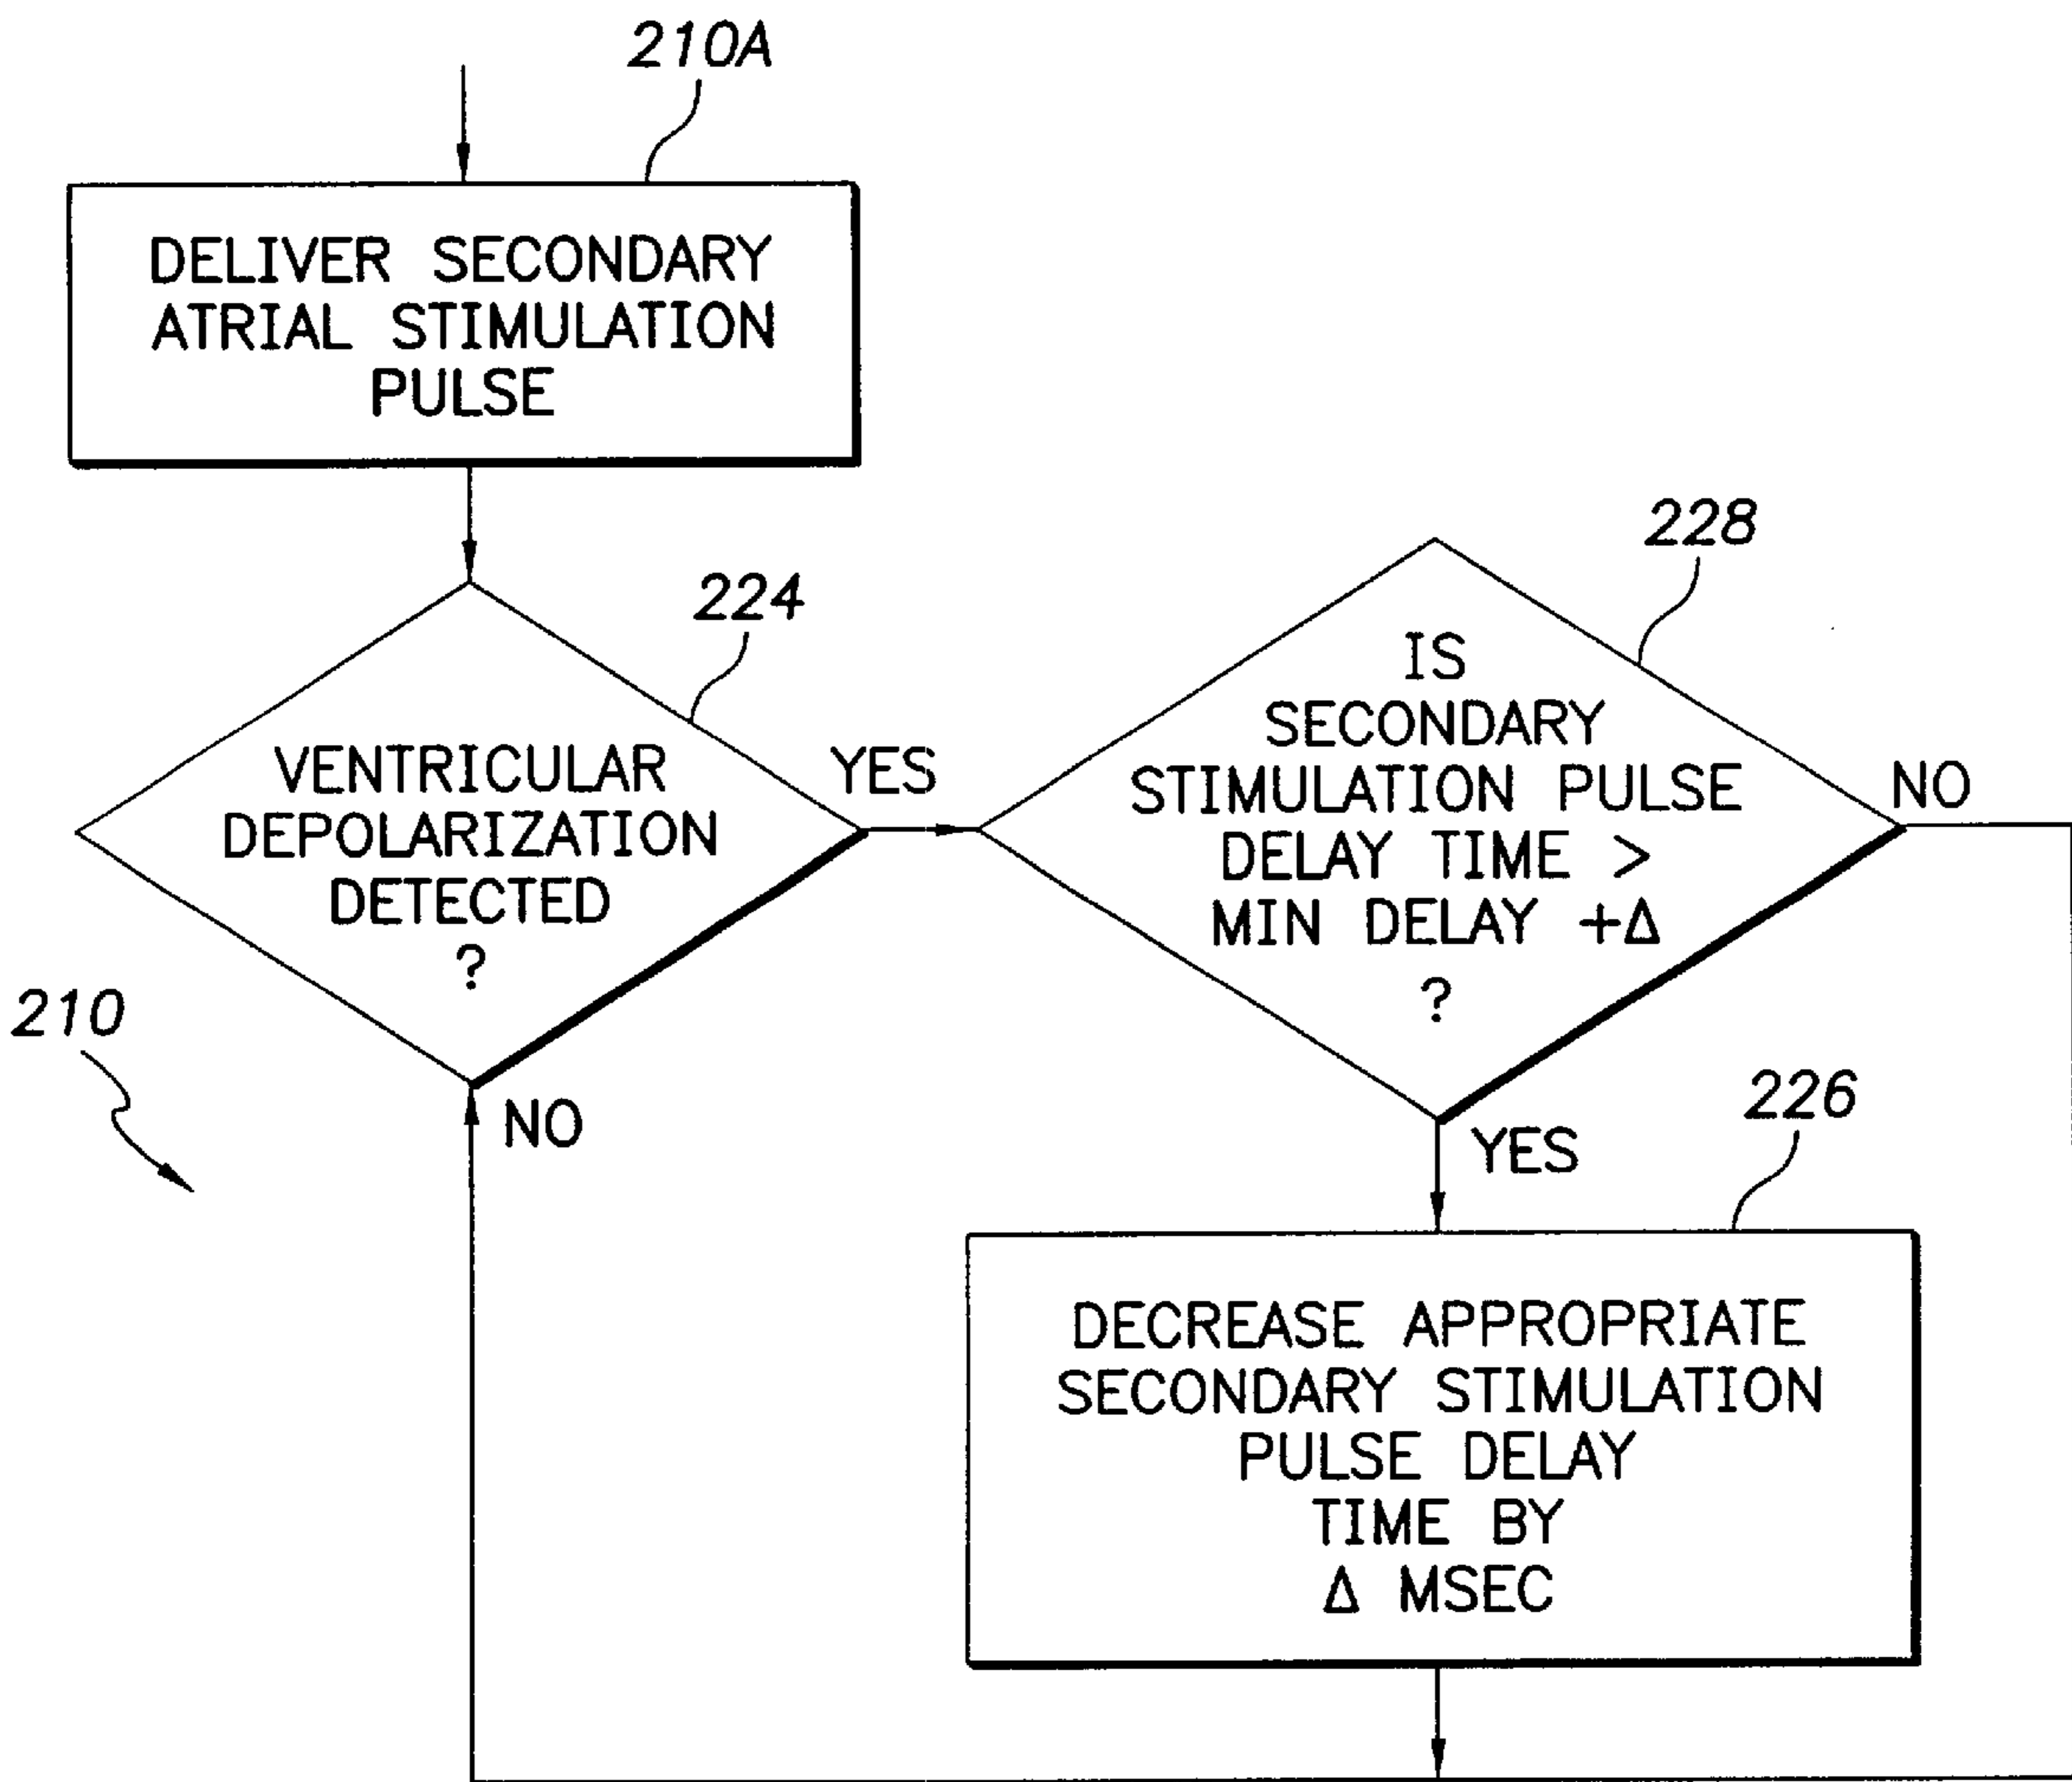 210A
DELIVER SECONDARY
ATRIAL STIMULATION
PULSE
224
VENTRICULAR
DEPOLARIZATION
DETECTED
?
YES
NO
228
IS
SECONDARY
STIMULATION PULSE
DELAY TIME >
MIN DELAY +Δ
?
NO
YES
210
226
DECREASE APPROPRIATE
SECONDARY STIMULATION
PULSE DELAY
TIME BY
Δ MSEC